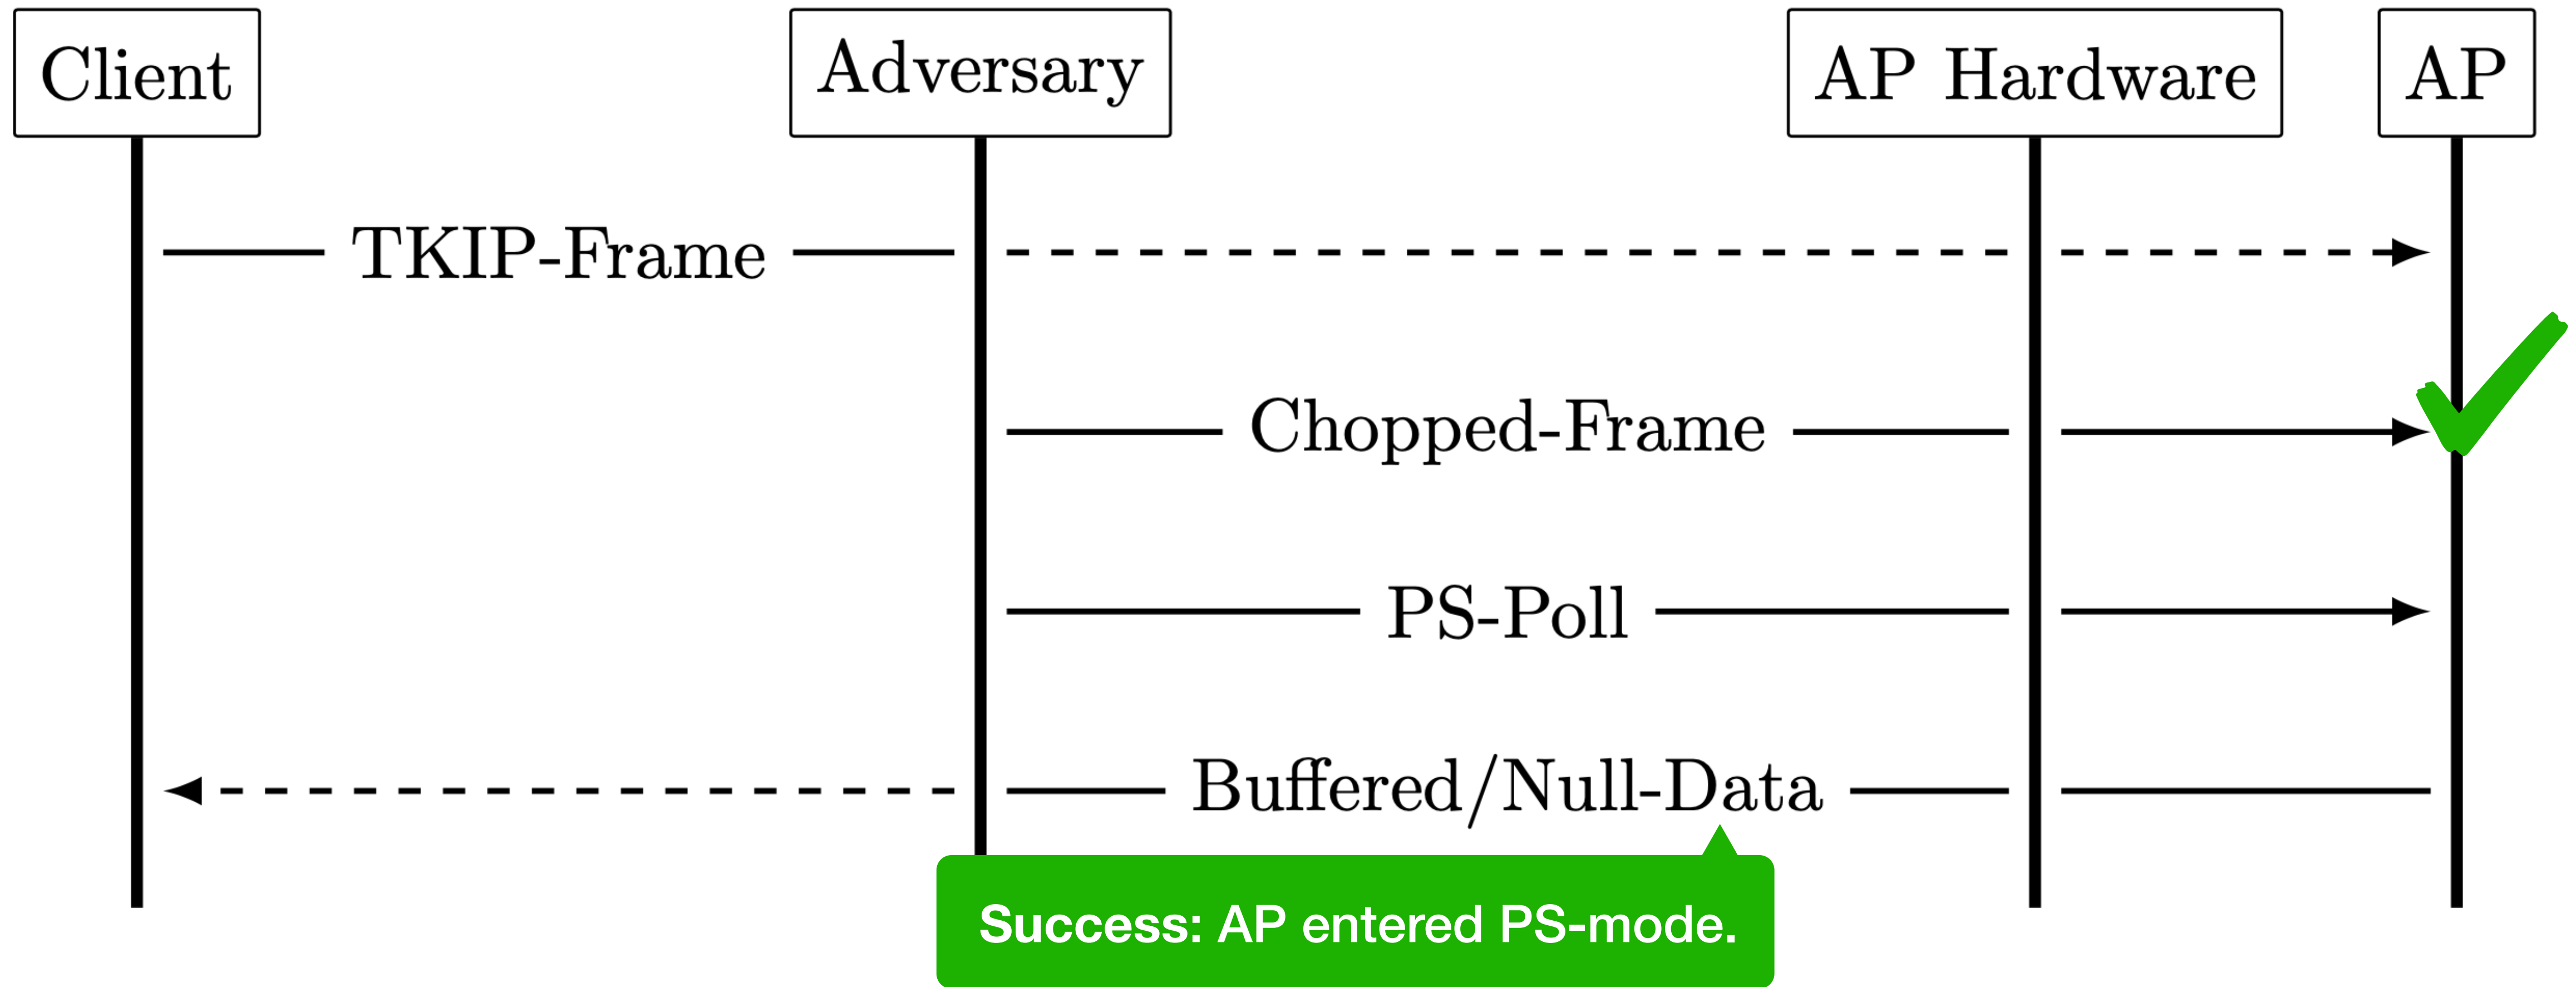 Client
Adversary
AP Hardware
AP
TKIP-Frame
Chopped-Frame
PS-Poll
Buffered/Null-Data
Success: AP entered PS-mode.